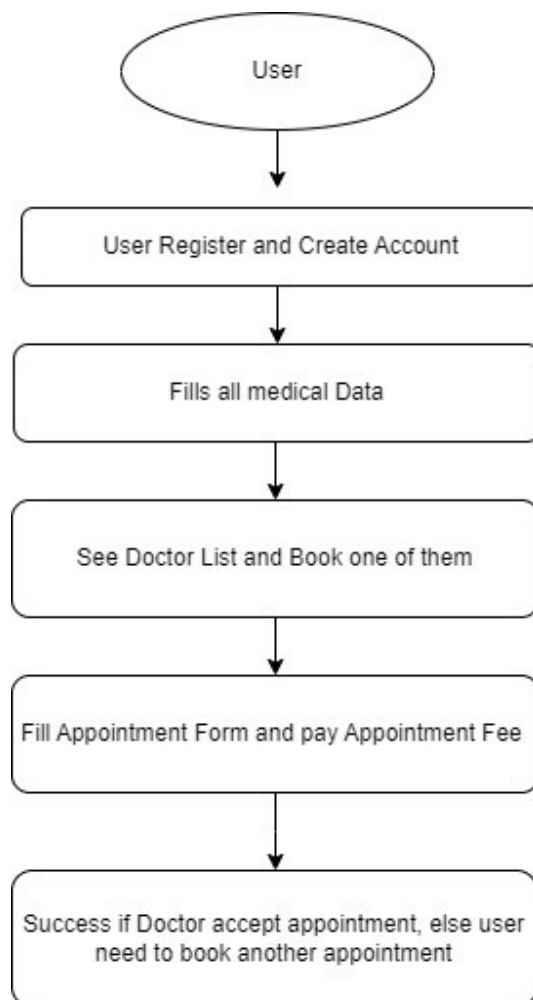 User
User Register and Create Account
Fills all medical Data
See Doctor List and Book one of them
Fill Appointment Form and pay Appointment Fee
Success if Doctor accept appointment, else user
need to book another appointment